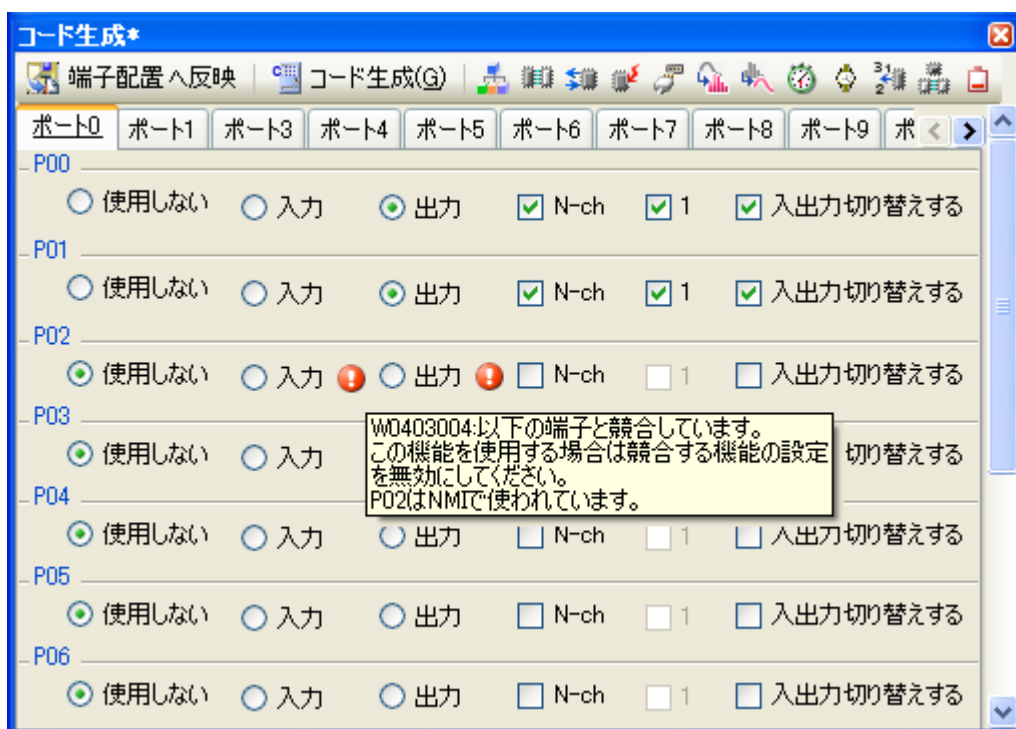 コード生成*
端子配置へ反映 コード生成(G)
ポート0 ポート1 ポート3 ポート4 ポート5 ポート6 ポート7 ポート8 ポート9 ポ
P00
使用しない 入力 出力 N-ch 1 入出力切り替えする
P01
使用しない 入力 出力 N-ch 1 入出力切り替えする
P02
使用しない 入力 出力 N-ch 1 入出力切り替えする
W0403004:以下の端子と競合しています。
この機能を使用する場合は競合する機能の設定
を無効にしてください。
P02はNMIで使われています。
P03
使用しない 入力 切り替えする
P04
使用しない 入力 出力 N-ch 1 入出力切り替えする
P05
使用しない 入力 出力 N-ch 1 入出力切り替えする
P06
使用しない 入力 出力 N-ch 1 入出力切り替えする